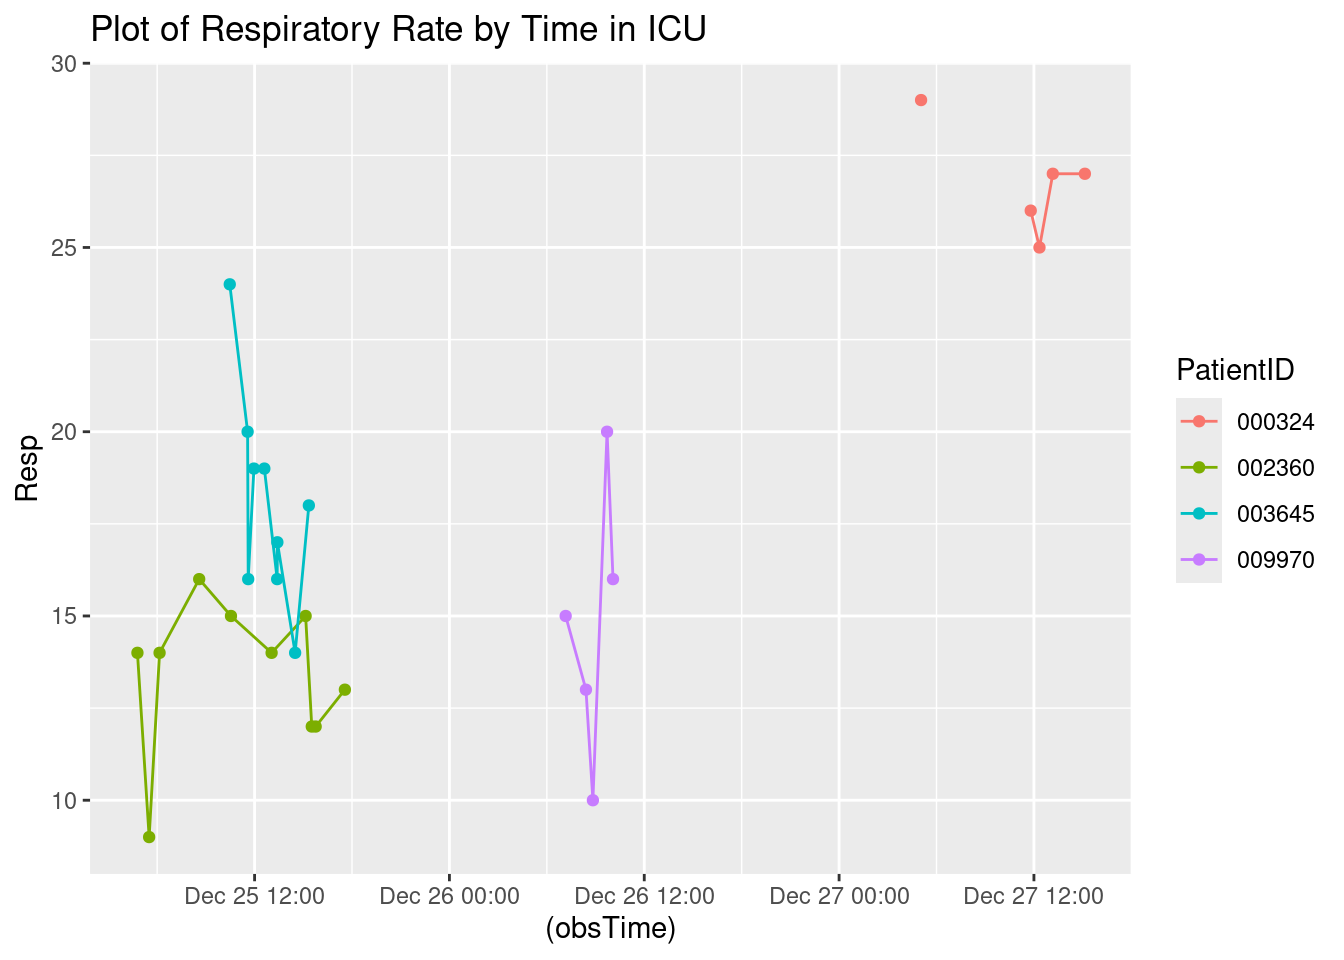 Plot of Respiratory Rate by Time in ICU
30
25
20
15
10
Resp
Dec 25 12:00
Dec 26 00:00
Dec 26 12:00
Dec 27 00:00
Dec 27 12:00
(obsTime)
PatientID
000324
002360
003645
009970